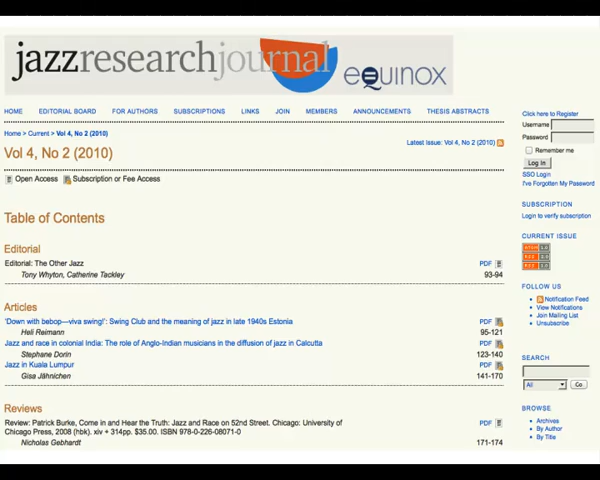 jazzresearchjournal
equinox
HOME EDITORIAL BOARD FOR AUTHORS SUBSCRIPTIONS LINKS JOIN MEMBERS ANNOUNCEMENTS THESIS ABSTRACTS
Home > Current > Vol 4, No 2 (2010)
Latest Issue: Vol 4, No 2 (2010)
Vol 4, No 2 (2010)
Open Access Subscription or Fee Access
Table of Contents
Editorial
Editorial: The Other Jazz PDF
Tony Whyton, Catherine Tackley 93-94
Articles
'Down with bebop—viva swing!': Swing Club and the meaning of jazz in late 1940s Estonia PDF
Heli Reimann 95-121
Jazz and race in colonial India: The role of Anglo-Indian musicians in the diffusion of jazz in Calcutta PDF
Stephane Dorin 123-140
Jazz in Kuala Lumpur PDF
Gisa Jähnichen 141-170
Reviews
Review: Patrick Burke, Come in and Hear the Truth: Jazz and Race on 52nd Street. Chicago: University of PDF
Chicago Press, 2008 (hbk). xiv + 314pp. $35.00. ISBN 978-0-226-08071-0
Nicholas Gebhardt 171-174
Click here to Register
Username
Password
Remember me
Log In
SSO Login
I've Forgotten My Password
SUBSCRIPTION
Login to verify subscription
CURRENT ISSUE
ATOM 1.0
RSS 2.0
RSS 1.0
FOLLOW US
Notification Feed
View Notifications
Join Mailing List
Unsubscribe
SEARCH
All Go
BROWSE
Archives
By Author
By Title